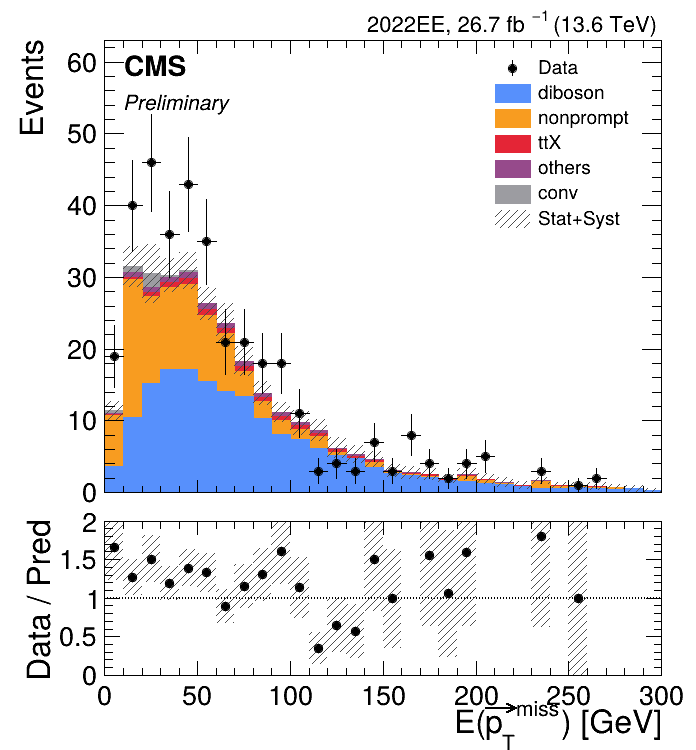 2022EE, 26.7 fb⁻¹ (13.6 TeV)
Events
CMS
Preliminary
Data
diboson
nonprompt
ttX
others
conv
Stat+Syst
60
50
40
30
20
10
0
Data / Pred
2
1.5
1
0.5
0
0 50 100 150 200 250 300
E(p⃗_T^miss) [GeV]